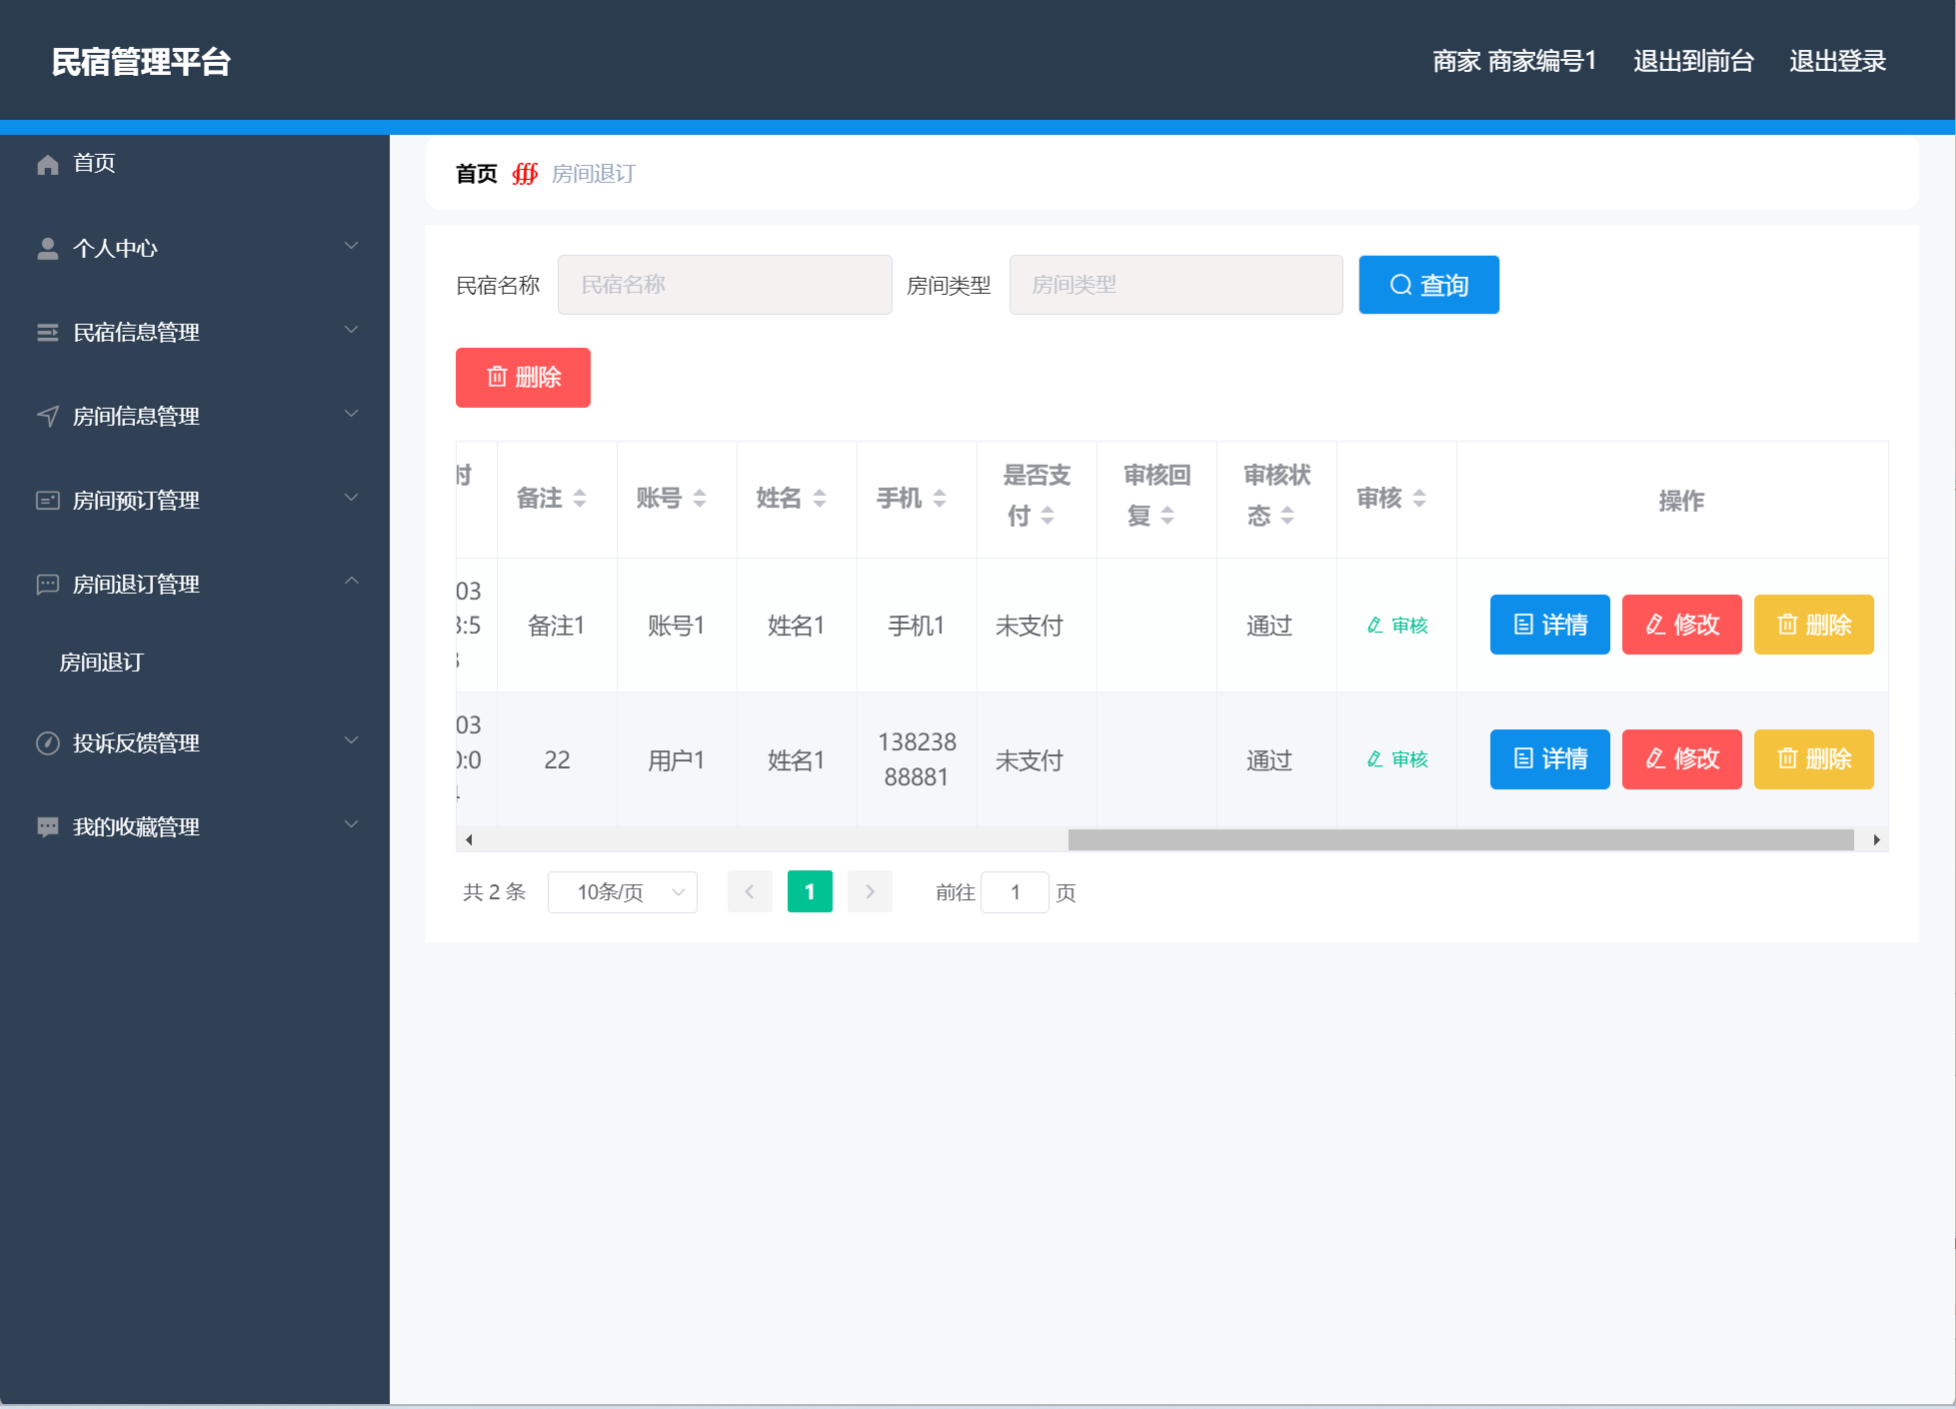 民宿管理平台
商家 商家编号1 退出到前台 退出登录
首页
个人中心
民宿信息管理
房间信息管理
房间预订管理
房间退订管理
房间退订
投诉反馈管理
我的收藏管理
首页 房间退订
民宿名称 民宿名称 房间类型 房间类型 查询
删除
备注 账号 姓名 手机 是否支付 审核回复 审核状态 审核 操作
03
3:5 备注1 账号1 姓名1 手机1 未支付 通过 审核 详情 修改 删除
03
0:0 22 用户1 姓名1 138238 未支付 通过 审核 详情 修改 删除
88881
共 2 条 10条/页 1 前往 1 页